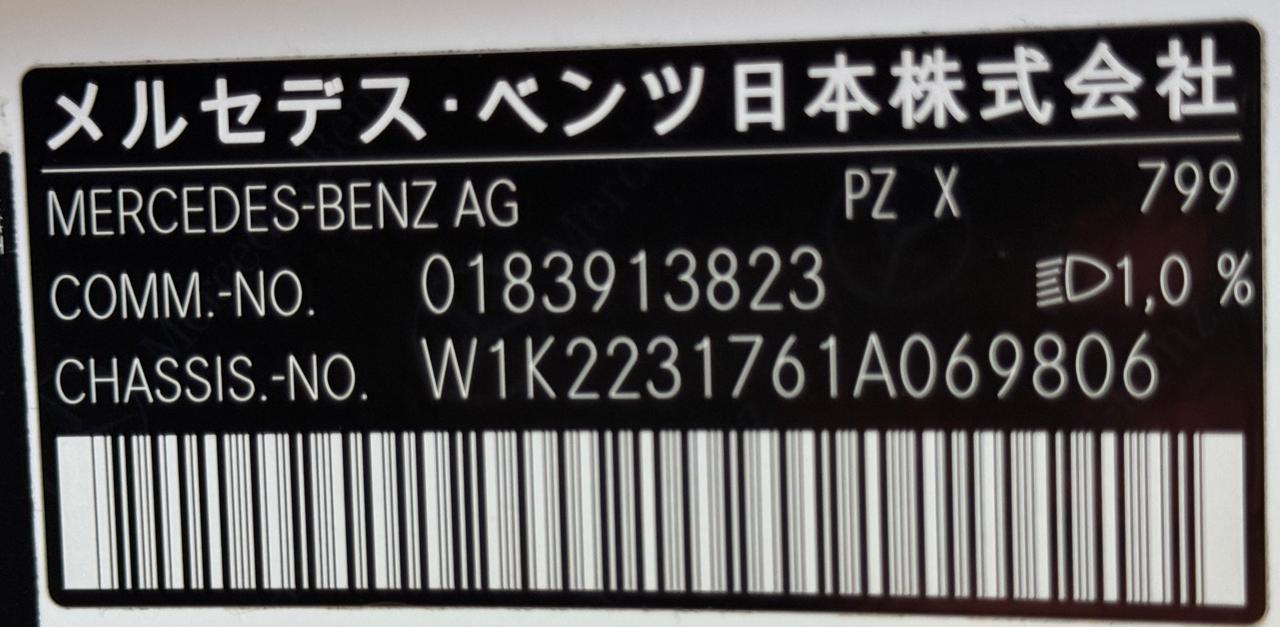 メルセデス・ベンツ日本株式会社
MERCEDES-BENZ AG PZ X 799
COMM.-NO. 0183913823 1,0 %
CHASSIS.-NO. W1K2231761A069806